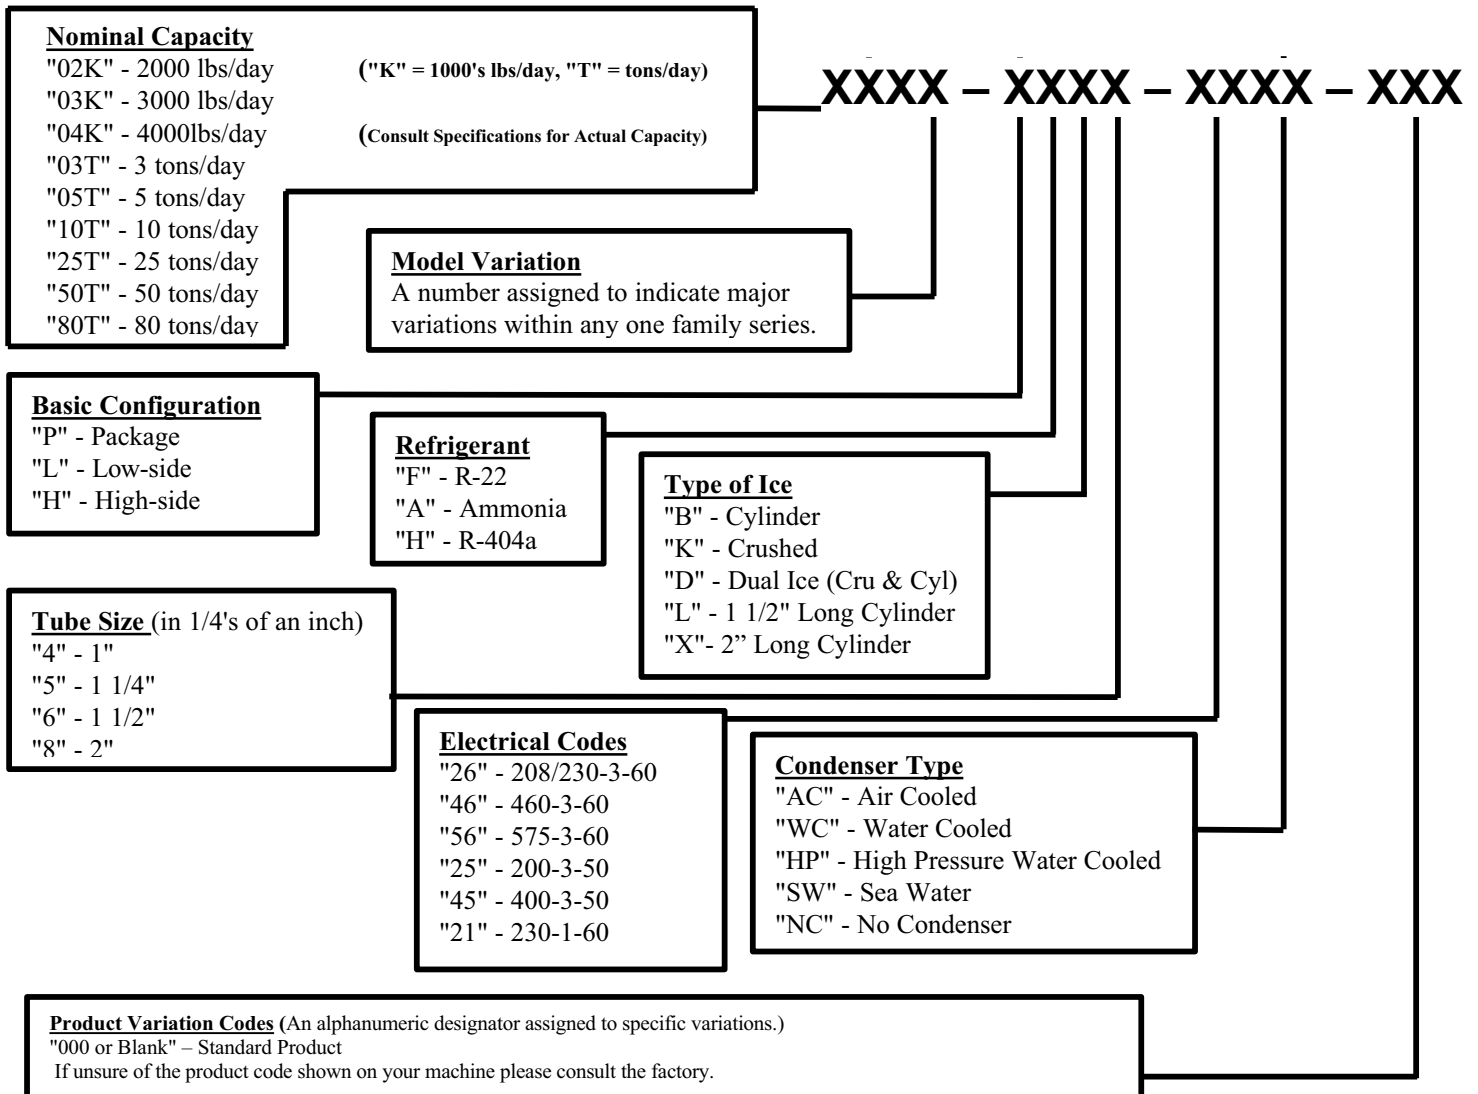 Nominal Capacity
"02K" - 2000 lbs/day ("K" = 1000's lbs/day, "T" = tons/day)
"03K" - 3000 lbs/day
"04K" - 4000lbs/day (Consult Specifications for Actual Capacity)
"03T" - 3 tons/day
"05T" - 5 tons/day
"10T" - 10 tons/day
"25T" - 25 tons/day
"50T" - 50 tons/day
"80T" - 80 tons/day
XXXX – XXXX – XXXX – XXX
Model Variation
A number assigned to indicate major
variations within any one family series.
Basic Configuration
"P" - Package
"L" - Low-side
"H" - High-side
Refrigerant
"F" - R-22
"A" - Ammonia
"H" - R-404a
Type of Ice
"B" - Cylinder
"K" - Crushed
"D" - Dual Ice (Cru & Cyl)
"L" - 1 1/2" Long Cylinder
"X"- 2” Long Cylinder
Tube Size (in 1/4's of an inch)
"4" - 1"
"5" - 1 1/4"
"6" - 1 1/2"
"8" - 2"
Electrical Codes
"26" - 208/230-3-60
"46" - 460-3-60
"56" - 575-3-60
"25" - 200-3-50
"45" - 400-3-50
"21" - 230-1-60
Condenser Type
"AC" - Air Cooled
"WC" - Water Cooled
"HP" - High Pressure Water Cooled
"SW" - Sea Water
"NC" - No Condenser
Product Variation Codes (An alphanumeric designator assigned to specific variations.)
"000 or Blank" – Standard Product
If unsure of the product code shown on your machine please consult the factory.